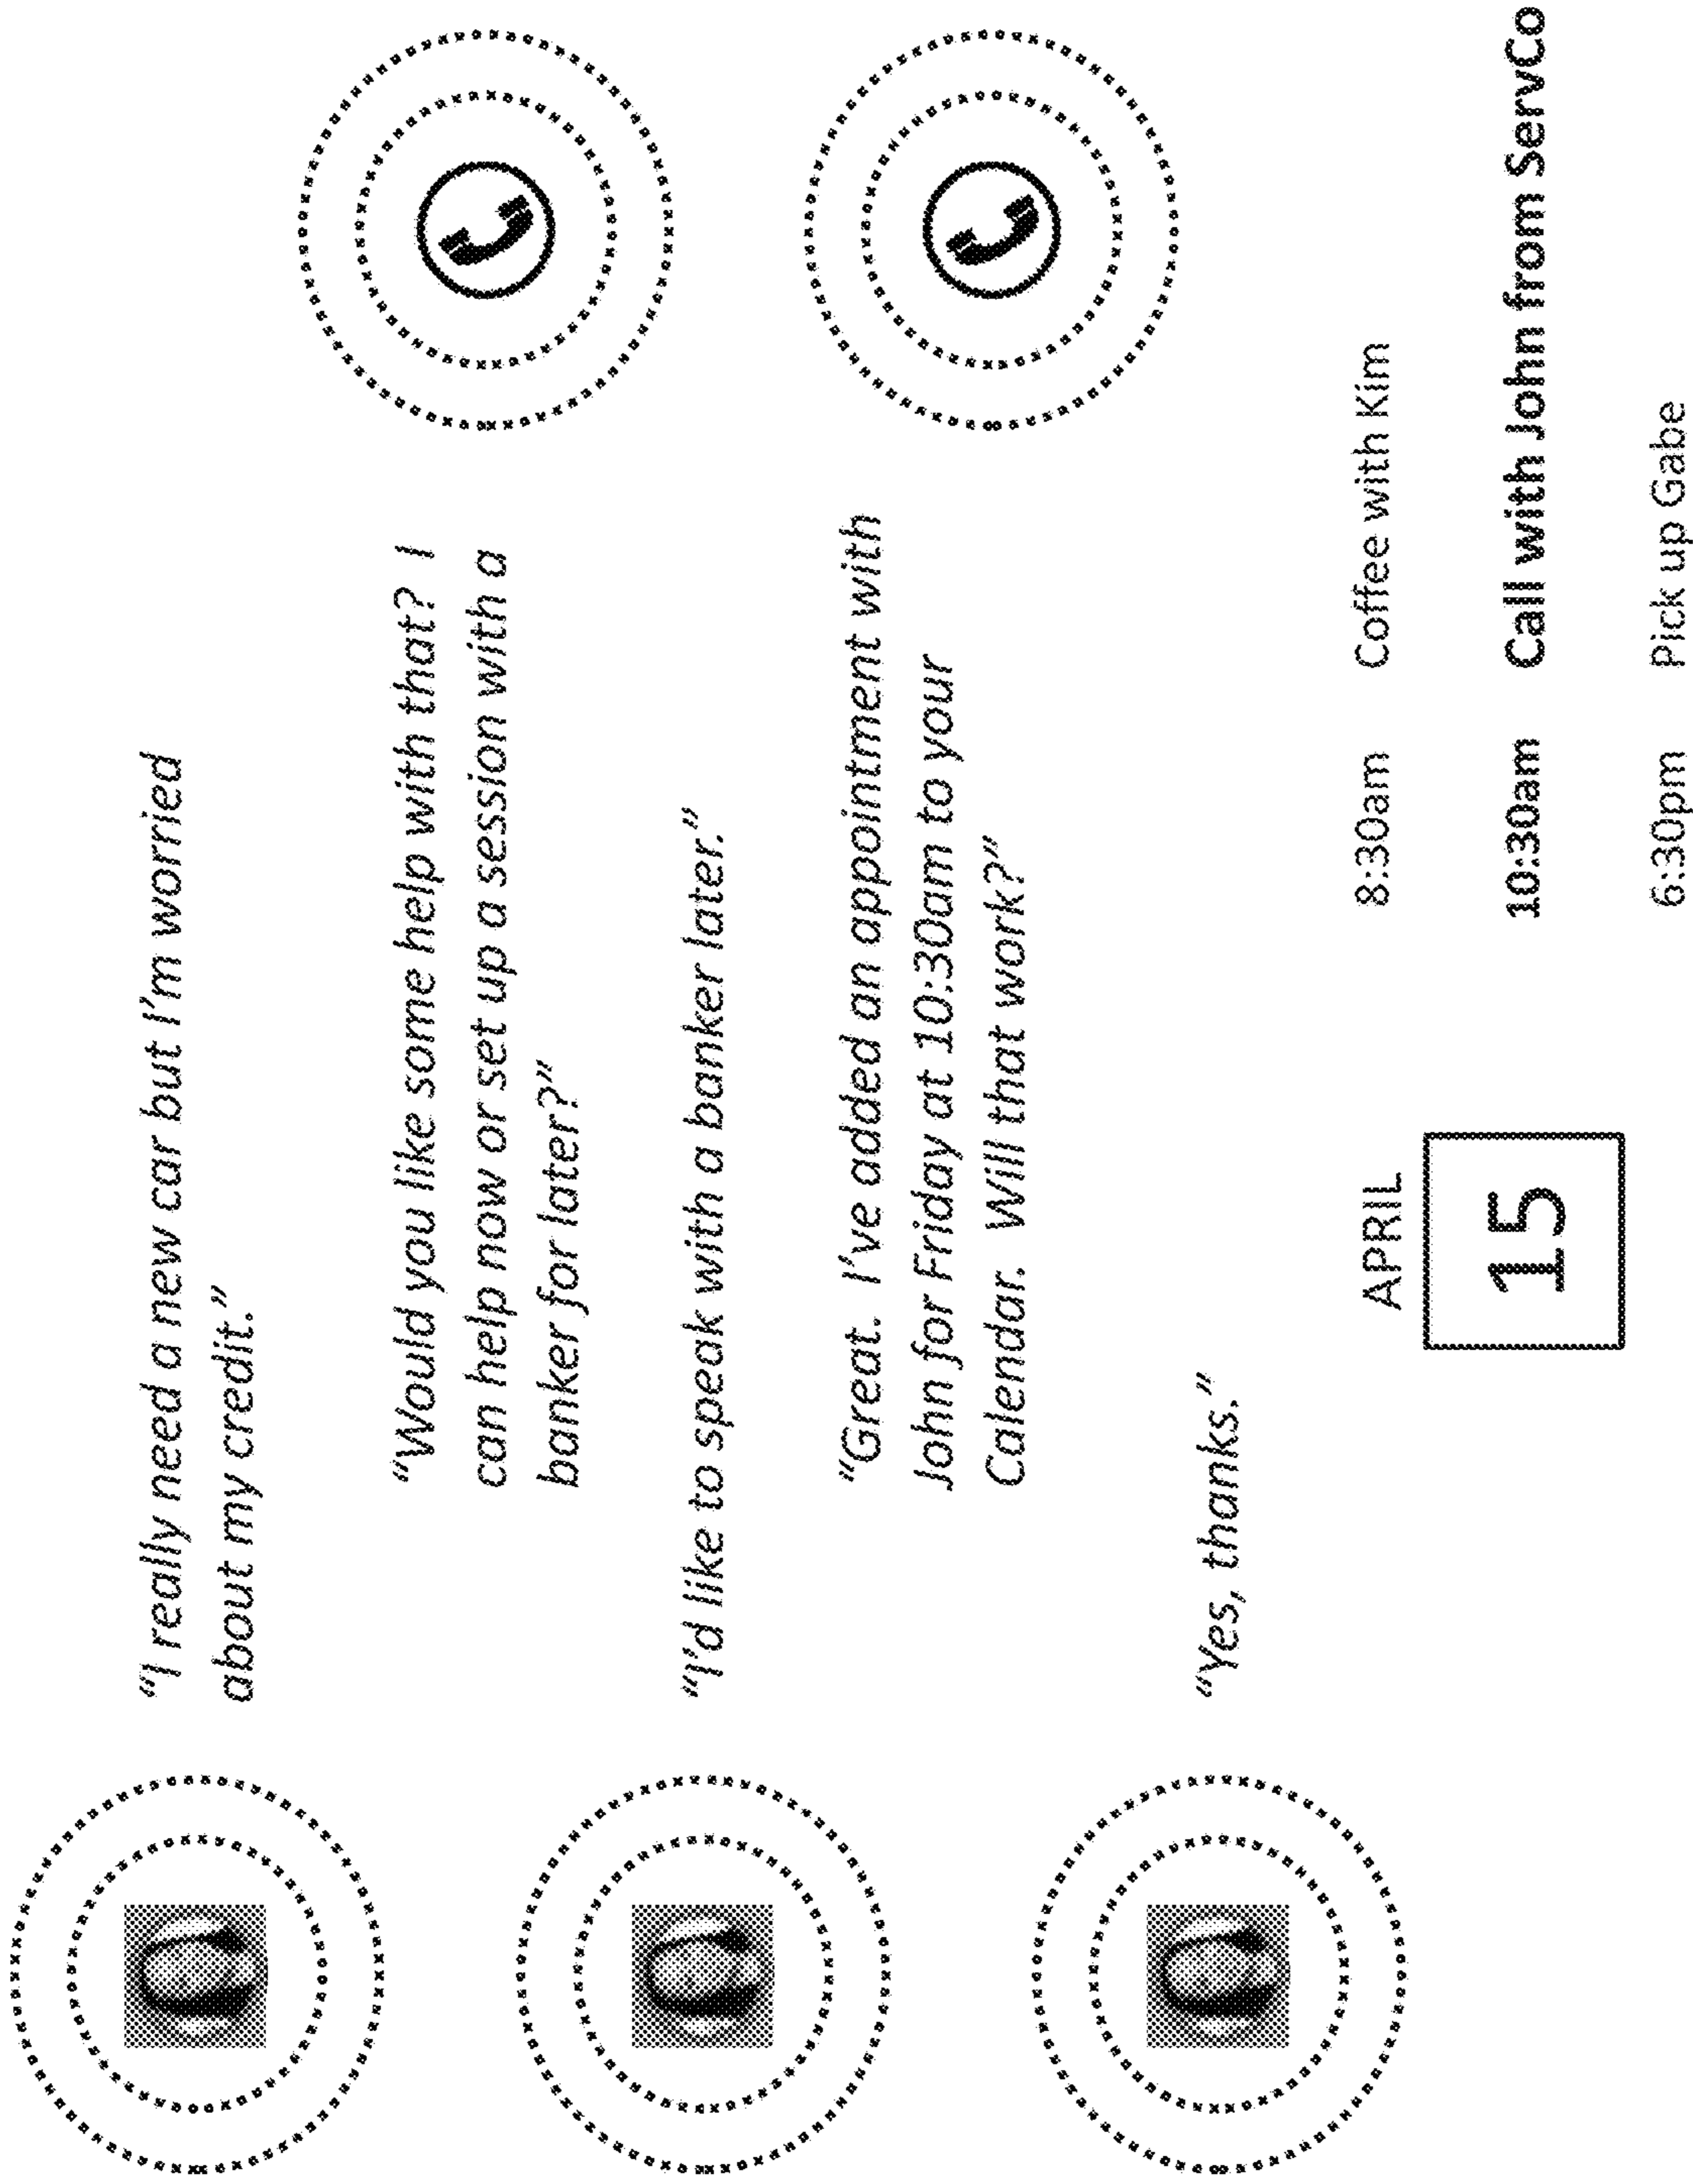 “I really need a new car but I’m worried
about my credit.”
“Would you like some help with that?  I
can help now or set up a session with a
banker for later?”
“I’d like to speak with a banker later.”
“Great.  I’ve added an appointment with
John for Friday at 10:30am to your
Calendar.  Will that work?”
“Yes, thanks.”
APRIL
15
8:30am Coffee with Kim
10:30am Call with John from ServCo
6:30pm Pick up Gabe